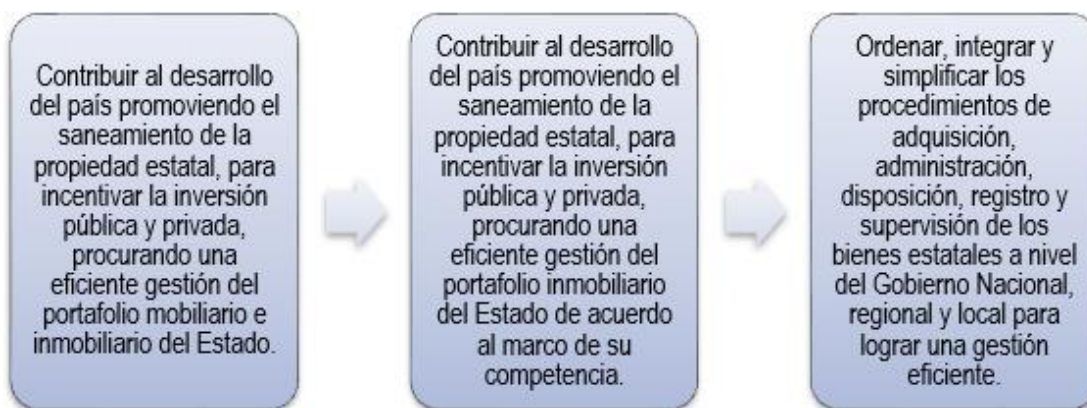 Contribuir al desarrollo
del país promoviendo el
saneamiento de la
propiedad estatal, para
incentivar la inversión
pública y privada,
procurando una
eficiente gestión del
portafolio mobiliario e
inmobiliario del Estado.
Contribuir al desarrollo
del país promoviendo el
saneamiento de la
propiedad estatal, para
incentivar la inversión
pública y privada,
procurando una
eficiente gestión del
portafolio inmobiliario
del Estado de acuerdo
al marco de su
competencia.
Ordenar, integrar y
simplificar los
procedimientos de
adquisición,
administración,
disposición, registro y
supervisión de los
bienes estatales a nivel
del Gobierno Nacional,
regional y local para
lograr una gestión
eficiente.